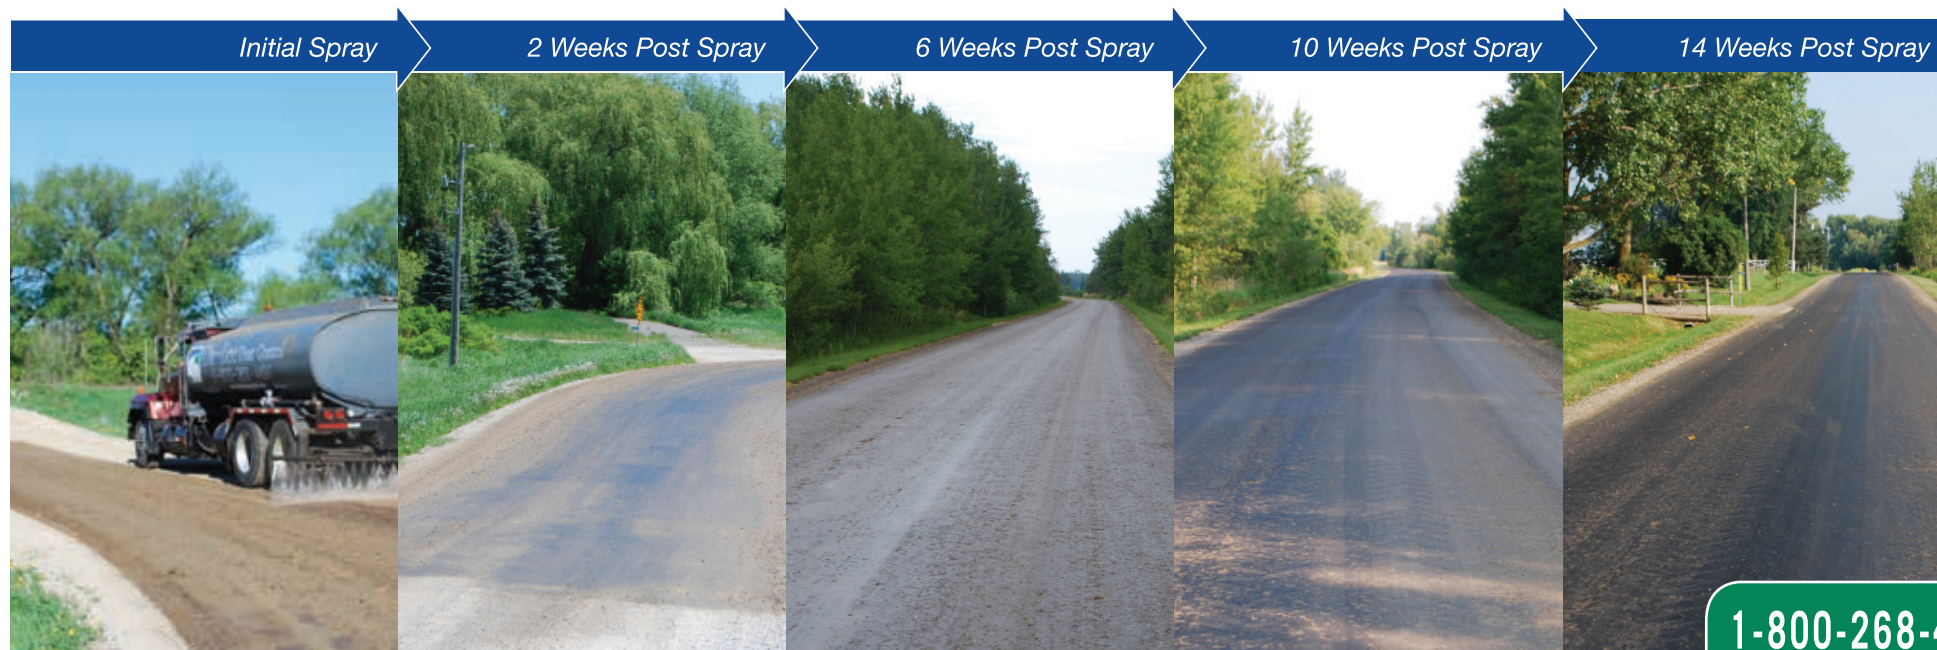 Initial Spray
2 Weeks Post Spray
6 Weeks Post Spray
10 Weeks Post Spray
14 Weeks Post Spray
1-800-268-4